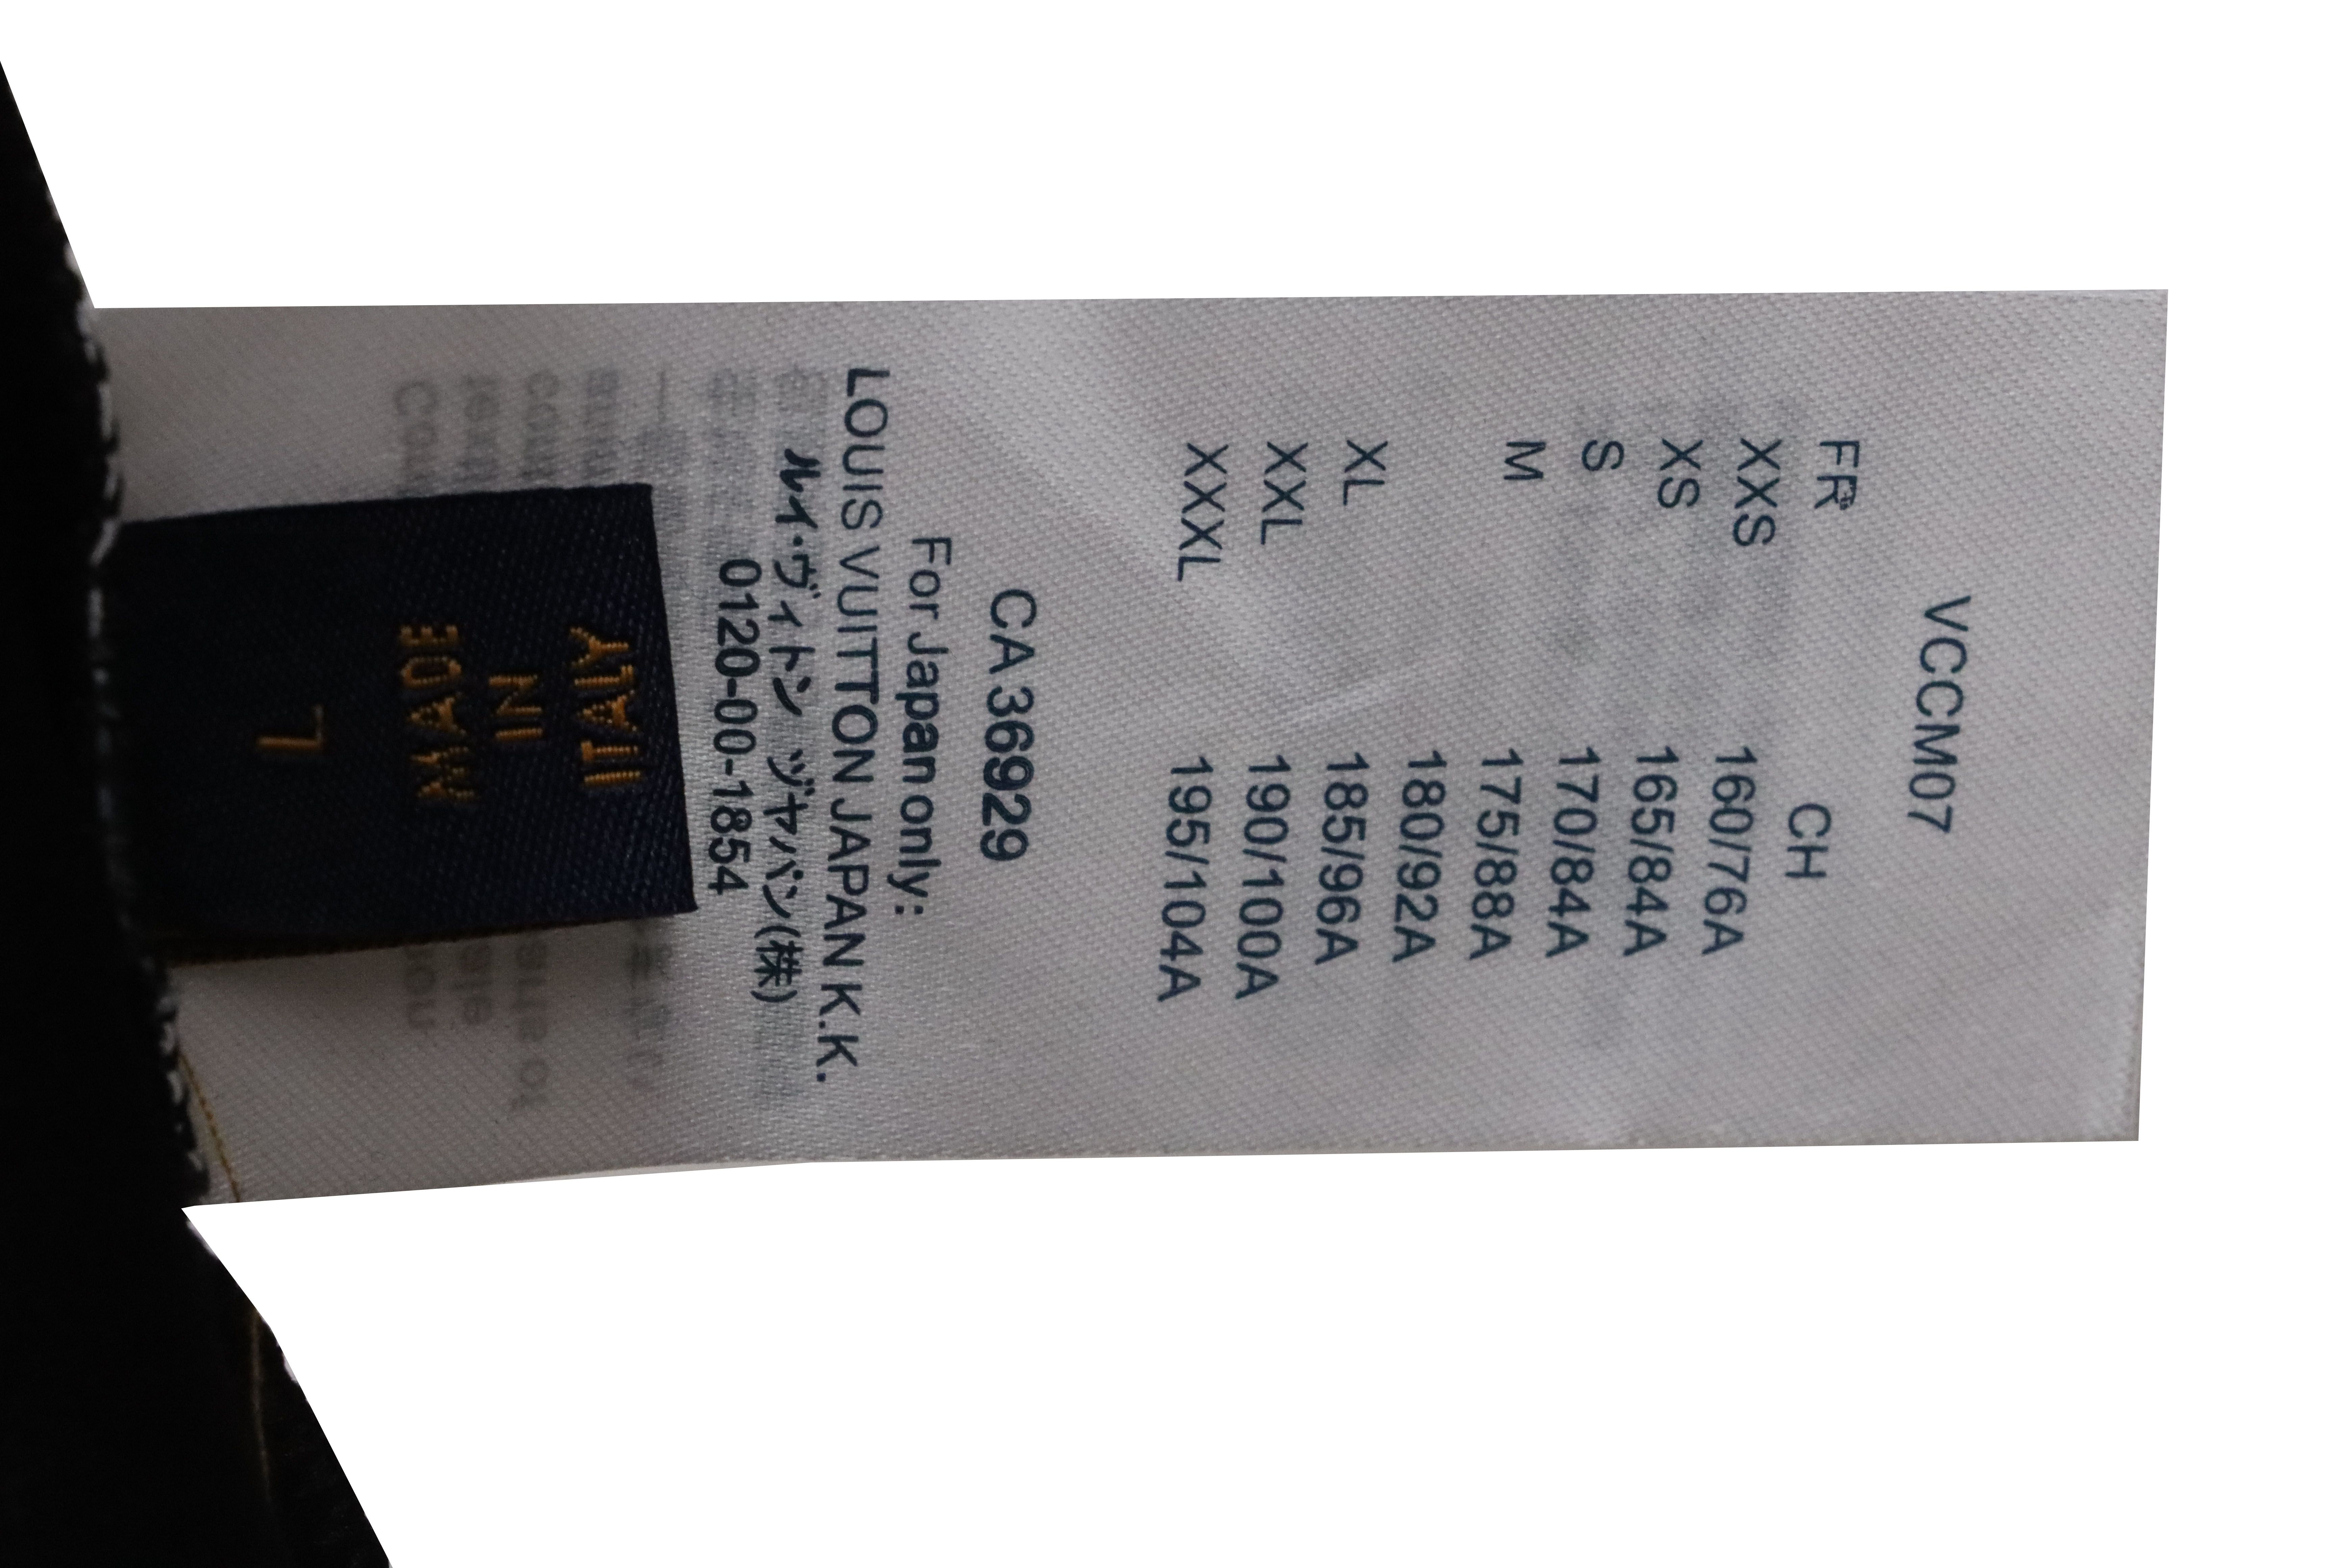 VCCM07
FR CH
XXS 160/76A
XS 165/84A
S 170/84A
M 175/88A
180/92A
XL 185/96A
XXL 190/100A
XXXL 195/104A
CA 36929
For Japan only:
LOUIS VUITTON JAPAN K.K.
ルイ・ヴィトン ヅヤパン(株)
0120-00-1854
L
MADE
IN
ITALY